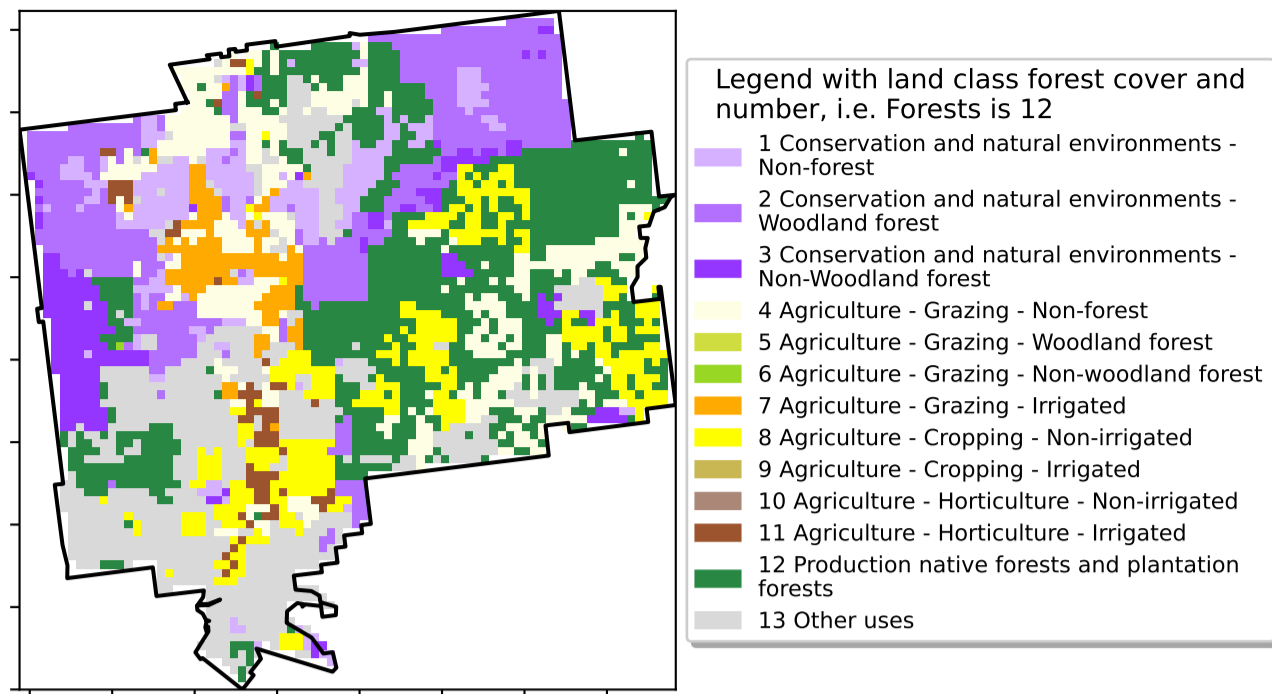 Legend with land class forest cover and
number, i.e. Forests is 12
1 Conservation and natural environments -
Non-forest
2 Conservation and natural environments -
Woodland forest
3 Conservation and natural environments -
Non-Woodland forest
4 Agriculture - Grazing - Non-forest
5 Agriculture - Grazing - Woodland forest
6 Agriculture - Grazing - Non-woodland forest
7 Agriculture - Grazing - Irrigated
8 Agriculture - Cropping - Non-irrigated
9 Agriculture - Cropping - Irrigated
10 Agriculture - Horticulture - Non-irrigated
11 Agriculture - Horticulture - Irrigated
12 Production native forests and plantation
forests
13 Other uses